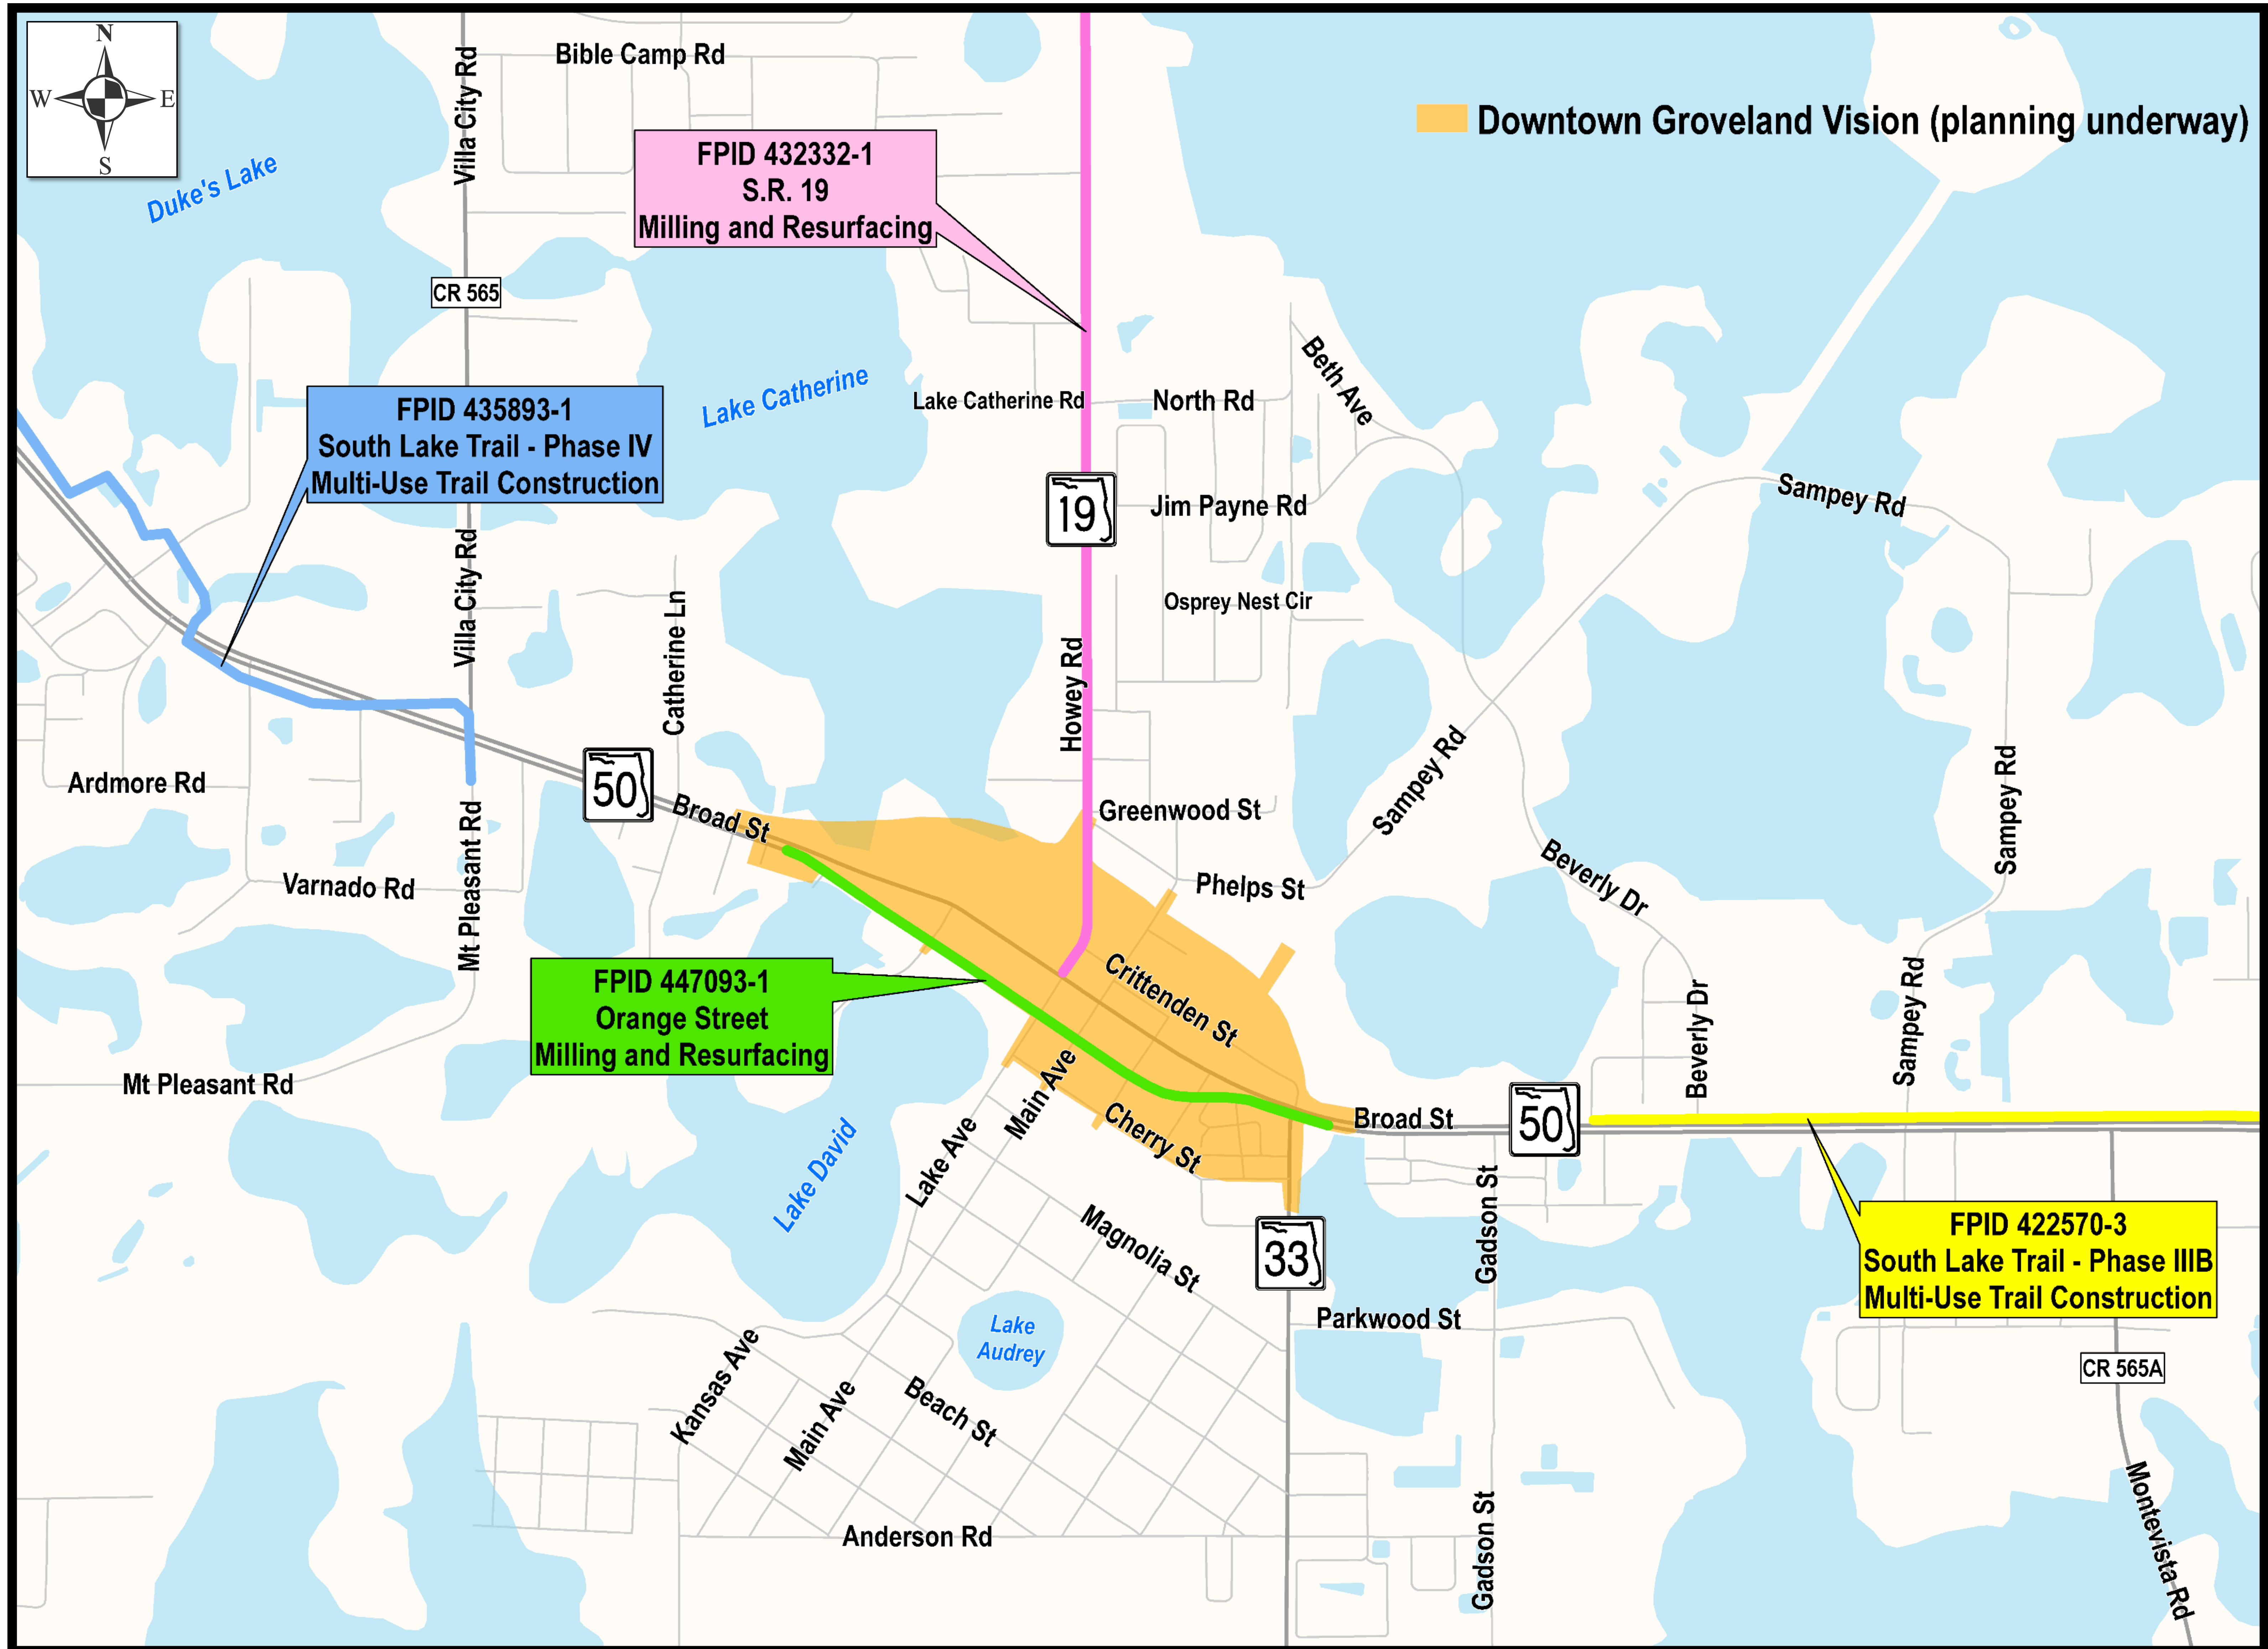 N
W E
S
Bible Camp Rd
Villa City Rd
Downtown Groveland Vision (planning underway)
FPID 432332-1
S.R. 19
Milling and Resurfacing
Duke's Lake
CR 565
Beth Ave
Lake Catherine
Lake Catherine Rd
North Rd
FPID 435893-1
South Lake Trail - Phase IV
Multi-Use Trail Construction
19
Jim Payne Rd
Sampey Rd
Villa City Rd
Catherine Ln
Osprey Nest Cir
Howey Rd
Sampey Rd
Sampey Rd
Ardmore Rd
50
Broad St
Greenwood St
Mt Pleasant Rd
Varnado Rd
Phelps St
Beverly Dr
FPID 447093-1
Orange Street
Milling and Resurfacing
Crittenden St
Beverly Dr
Sampey Rd
Mt Pleasant Rd
Main Ave
Cherry St
Broad St
50
Lake David
Lake Ave
Magnolia St
33
Gadson St
FPID 422570-3
South Lake Trail - Phase IIIB
Multi-Use Trail Construction
Lake
Audrey
Parkwood St
Kansas Ave
Main Ave
Beach St
CR 565A
Anderson Rd
Gadson St
Montevista Rd